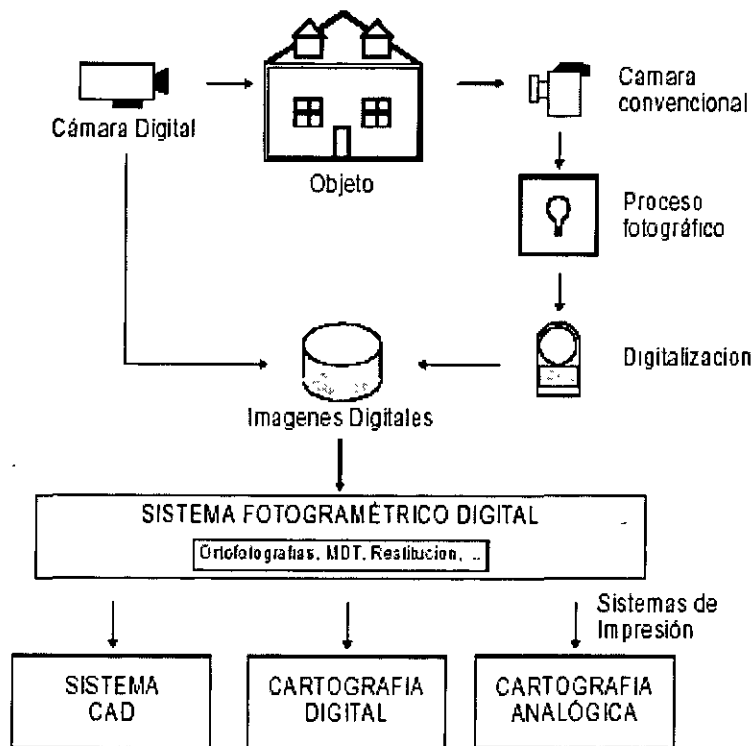 Cámara Digital
Objeto
Camara
convencional
Proceso
fotográfico
Digitalizacion
Imagenes Digitales
SISTEMA FOTOGRAMÉTRICO DIGITAL
Ortofotografias, MDT, Restitucion, ...
Sistemas de
Impresión
SISTEMA
CAD
CARTOGRAFIA
DIGITAL
CARTOGRAFIA
ANALÓGICA